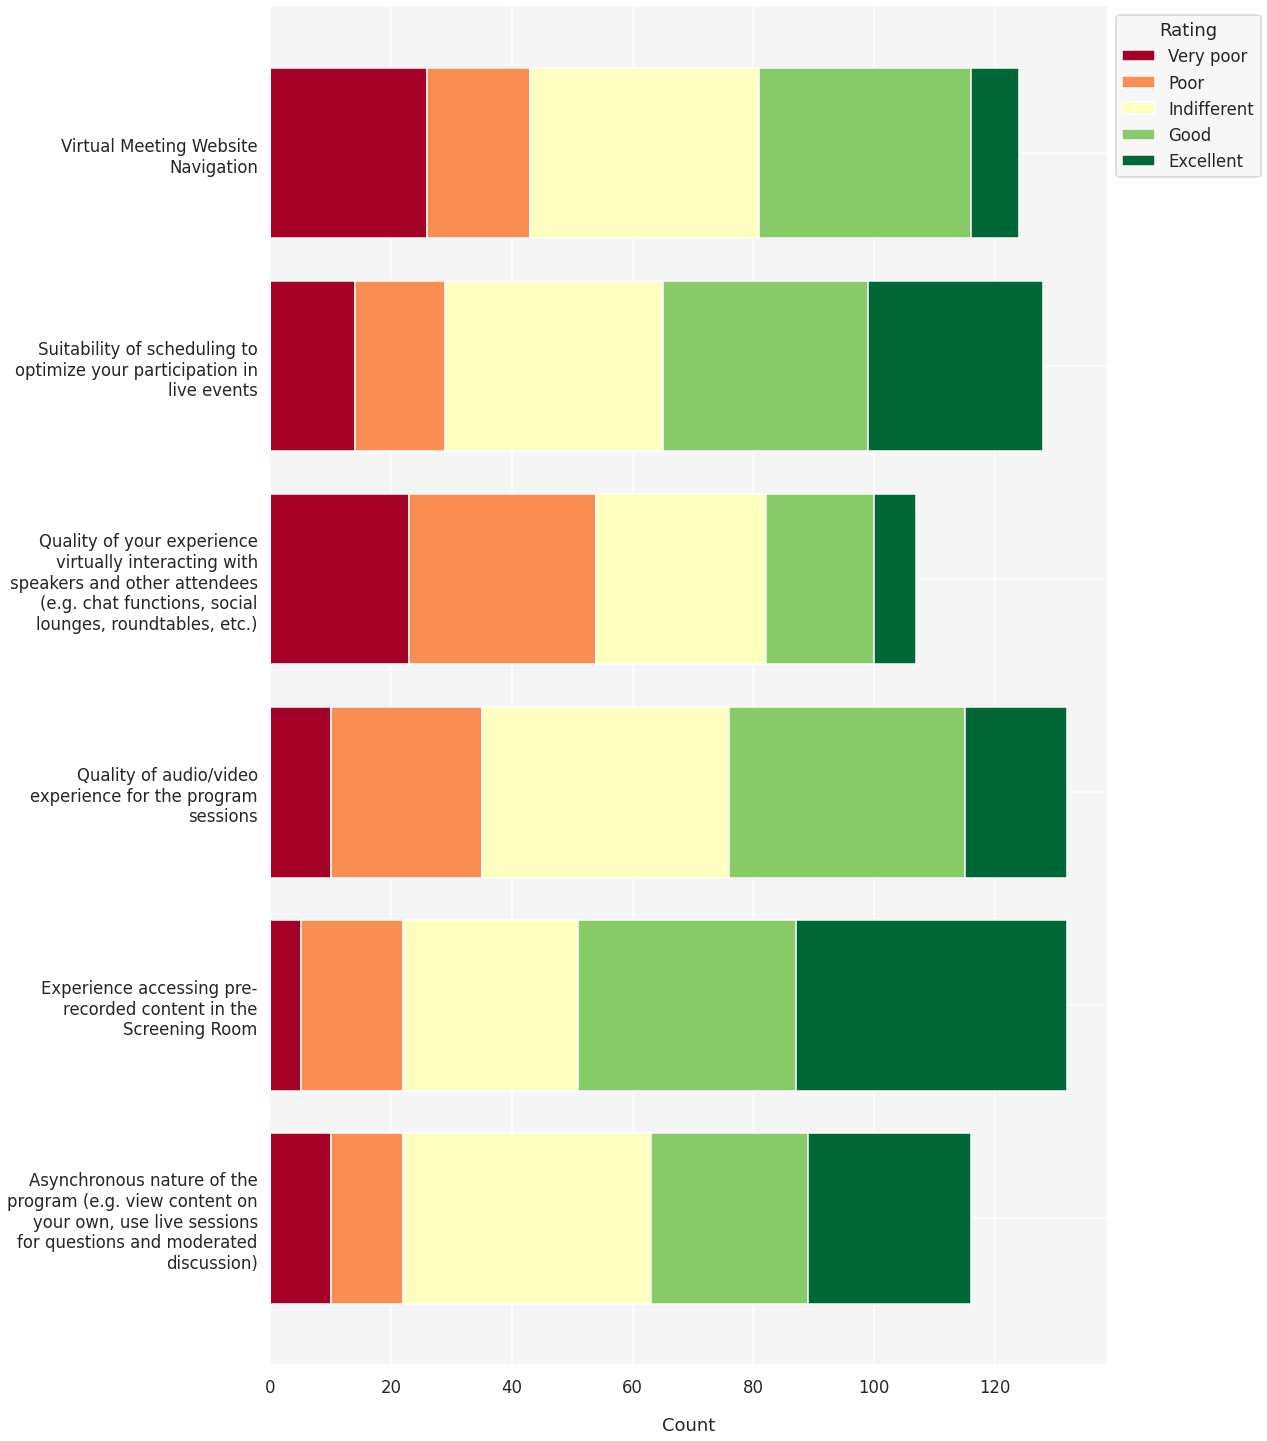 Rating
Very poor
Poor
Indifferent
Good
Excellent
Virtual Meeting Website
Navigation
Suitability of scheduling to
optimize your participation in
live events
Quality of your experience
virtually interacting with
speakers and other attendees
(e.g. chat functions, social
lounges, roundtables, etc.)
Quality of audio/video
experience for the program
sessions
Experience accessing pre-
recorded content in the
Screening Room
Asynchronous nature of the
program (e.g. view content on
your own, use live sessions
for questions and moderated
discussion)
0 20 40 60 80 100 120
Count